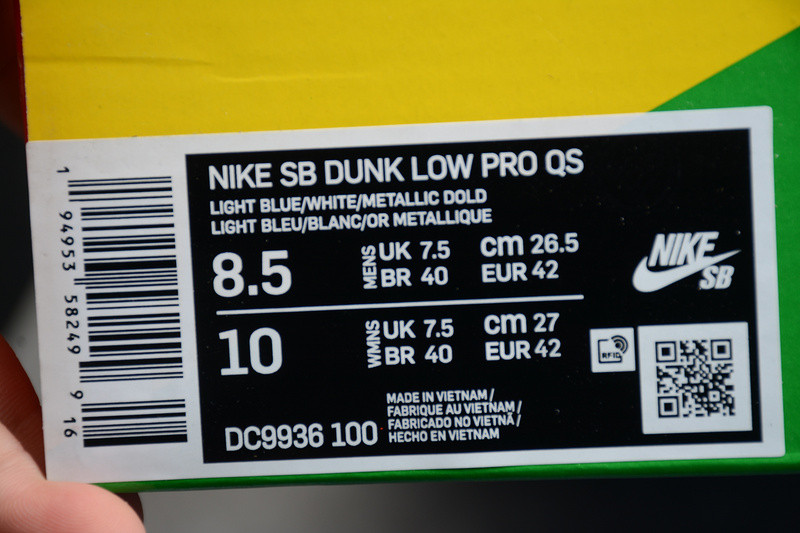 NIKE SB DUNK LOW PRO QS
LIGHT BLUE/WHITE/METALLIC DOLD
LIGHT BLEU/BLANC/OR METALLIQUE
8.5
MENS
UK 7.5
cm 26.5
BR 40
EUR 42
10
WMNS
UK 7.5
cm 27
BR 40
EUR 42
NIKE
SB
RFID
DC9936 100
MADE IN VIETNAM /
FABRIQUE AU VIETNAM /
FABRICADO NO VIETNÃ /
HECHO EN VIETNAM
1 94953 58249 9 16